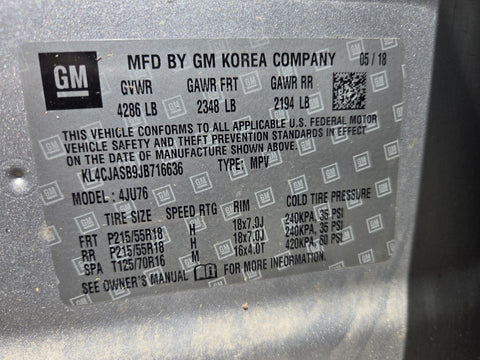 GM
MFD BY GM KOREA COMPANY 05 / 18
GVWR GAWR FRT GAWR RR
4286 LB 2348 LB 2194 LB
THIS VEHICLE CONFORMS TO ALL APPLICABLE U.S. FEDERAL MOTOR
VEHICLE SAFETY AND THEFT PREVENTION STANDARDS IN EFFECT
ON THE DATE OF MANUFACTURE SHOWN ABOVE.
KL4CJASB9JB716636 TYPE: MPV
MODEL : 4JU76
TIRE SIZE SPEED RTG RIM COLD TIRE PRESSURE
FRT P215/55R18 H 18x7.0J 240KPA, 35 PSI
RR P215/55R18 H 18x7.0J 240KPA, 35 PSI
SPA T125/70R16 M 16x4.0T 420KPA, 60 PSI
SEE OWNER'S MANUAL FOR MORE INFORMATION.